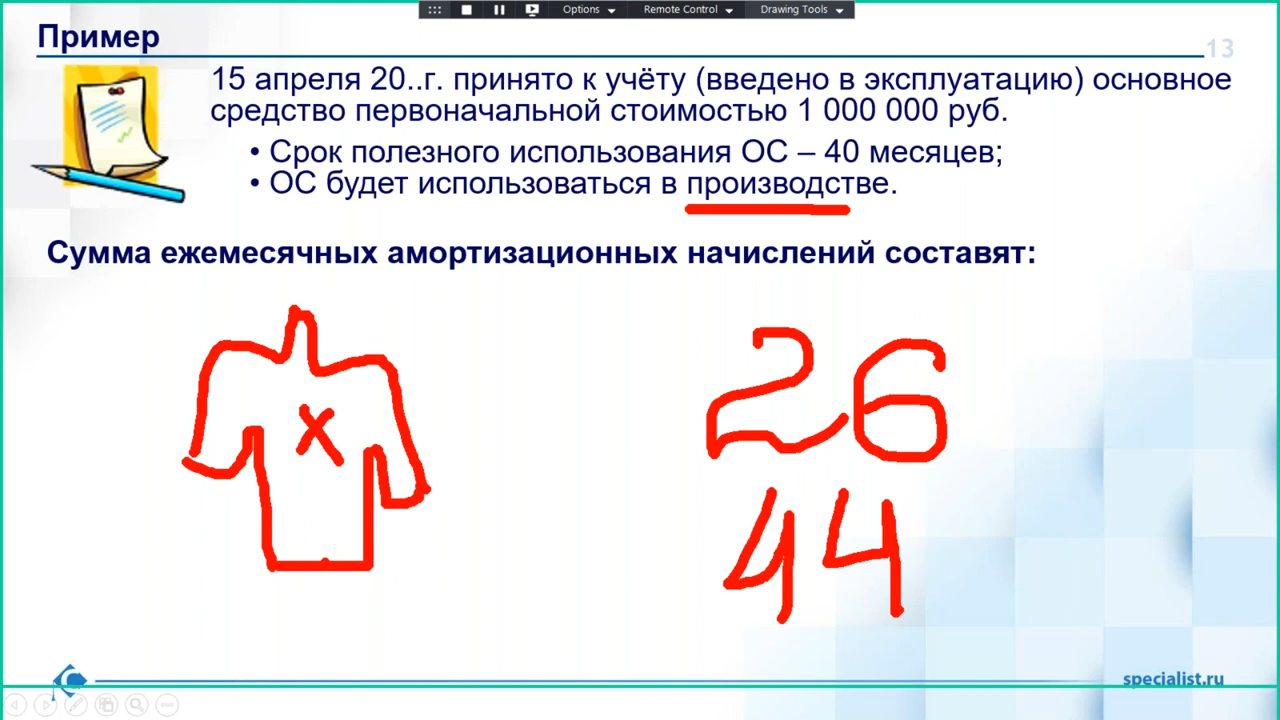 Options Remote Control Drawing Tools
Пример
13
15 апреля 20..г. принято к учёту (введено в эксплуатацию) основное
средство первоначальной стоимостью 1 000 000 руб.
• Срок полезного использования ОС – 40 месяцев;
• ОС будет использоваться в производстве.
Сумма ежемесячных амортизационных начислений составят:
х
26
44
specialist.ru